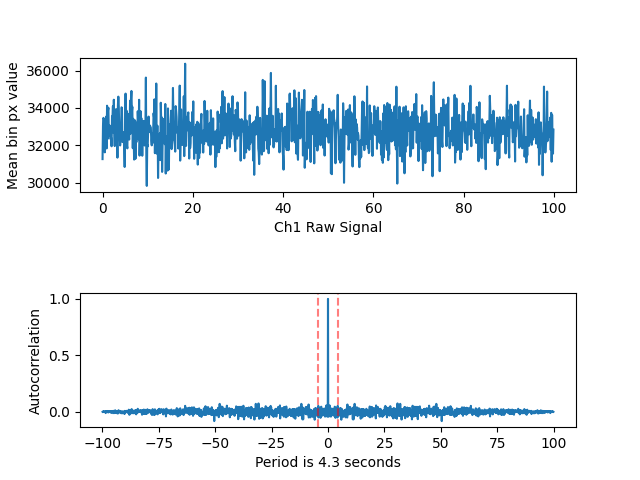 36000
34000
32000
30000
Mean bin px value
0 20 40 60 80 100
Ch1 Raw Signal
1.0
0.5
0.0
Autocorrelation
−100 −75 −50 −25 0 25 50 75 100
Period is 4.3 seconds